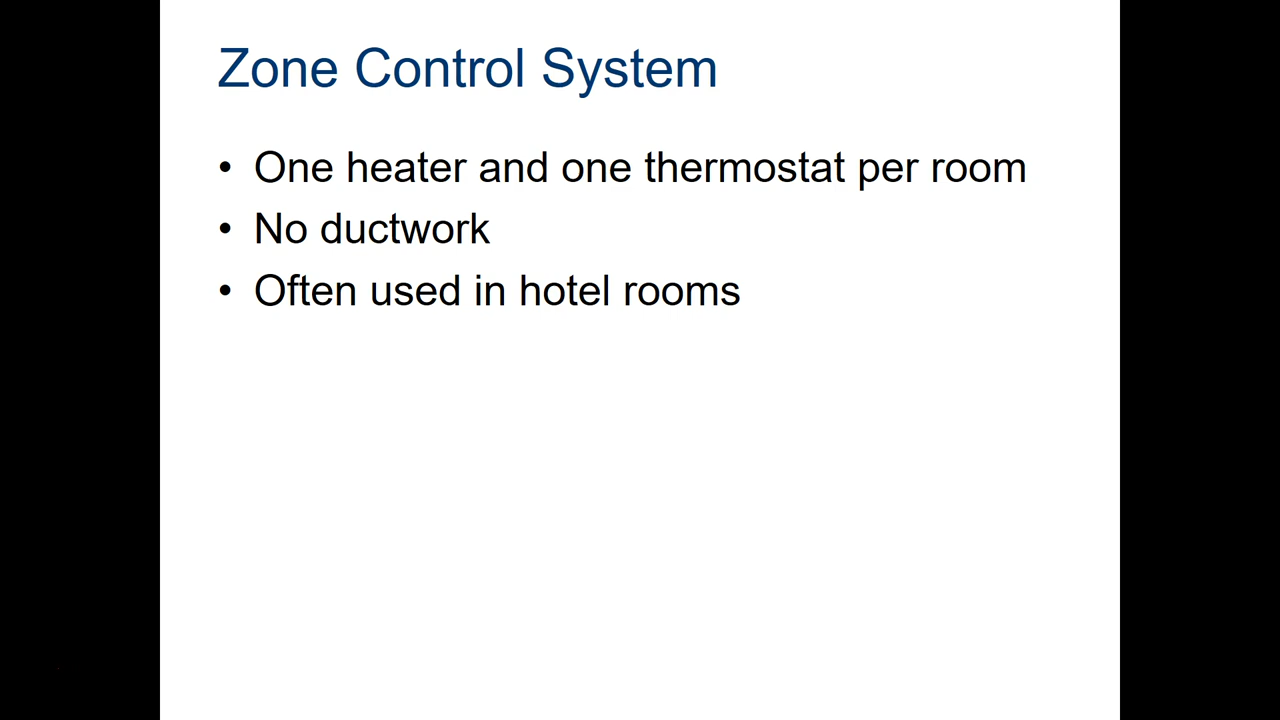 Zone Control System
• One heater and one thermostat per room
• No ductwork
• Often used in hotel rooms